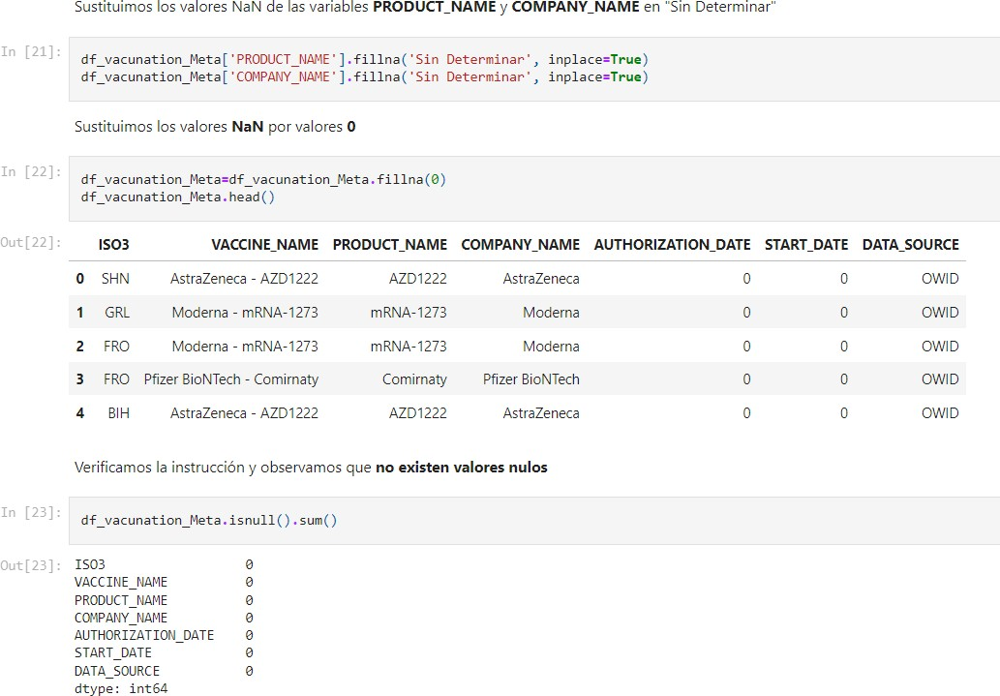 Sustituimos los valores NaN de las variables PRODUCT_NAME y COMPANY_NAME en "Sin Determinar"
In [21]:
df_vacunation_Meta['PRODUCT_NAME'].fillna('Sin Determinar', inplace=True)
df_vacunation_Meta['COMPANY_NAME'].fillna('Sin Determinar', inplace=True)
Sustituimos los valores NaN por valores 0
In [22]:
df_vacunation_Meta=df_vacunation_Meta.fillna(0)
df_vacunation_Meta.head()
Out[22]:
ISO3 VACCINE_NAME PRODUCT_NAME COMPANY_NAME AUTHORIZATION_DATE START_DATE DATA_SOURCE
0 SHN AstraZeneca - AZD1222 AZD1222 AstraZeneca 0 0 OWID
1 GRL Moderna - mRNA-1273 mRNA-1273 Moderna 0 0 OWID
2 FRO Moderna - mRNA-1273 mRNA-1273 Moderna 0 0 OWID
3 FRO Pfizer BioNTech - Comirnaty Comirnaty Pfizer BioNTech 0 0 OWID
4 BIH AstraZeneca - AZD1222 AZD1222 AstraZeneca 0 0 OWID
Verificamos la instrucción y observamos que no existen valores nulos
In [23]:
df_vacunation_Meta.isnull().sum()
Out[23]:
ISO3 0
VACCINE_NAME 0
PRODUCT_NAME 0
COMPANY_NAME 0
AUTHORIZATION_DATE 0
START_DATE 0
DATA_SOURCE 0
dtype: int64